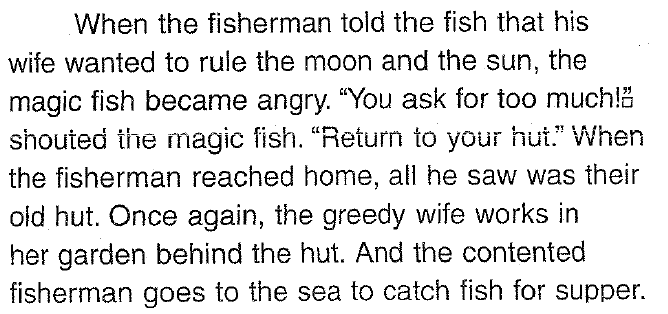 When the fisherman told the fish that his
wife wanted to rule the moon and the sun, the
magic fish became angry. “You ask for too much!”
shouted the magic fish. “Return to your hut.” When
the fisherman reached home, all he saw was their
old hut. Once again, the greedy wife works in
her garden behind the hut. And the contented
fisherman goes to the sea to catch fish for supper.